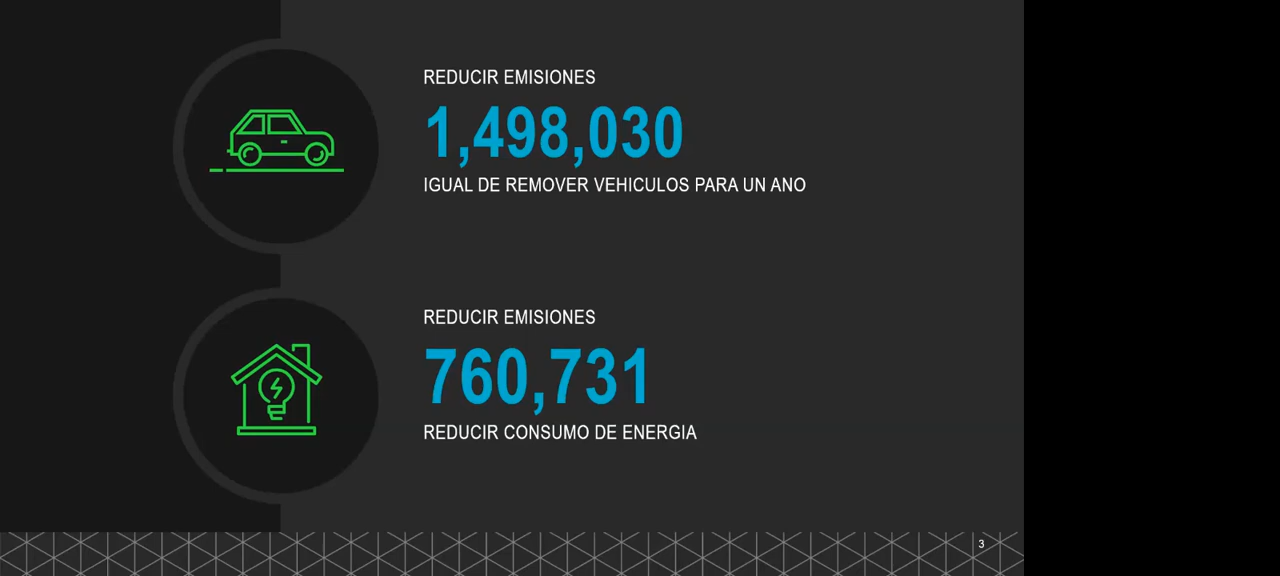 REDUCIR EMISIONES
1,498,030
IGUAL DE REMOVER VEHICULOS PARA UN ANO
REDUCIR EMISIONES
760,731
REDUCIR CONSUMO DE ENERGIA
3